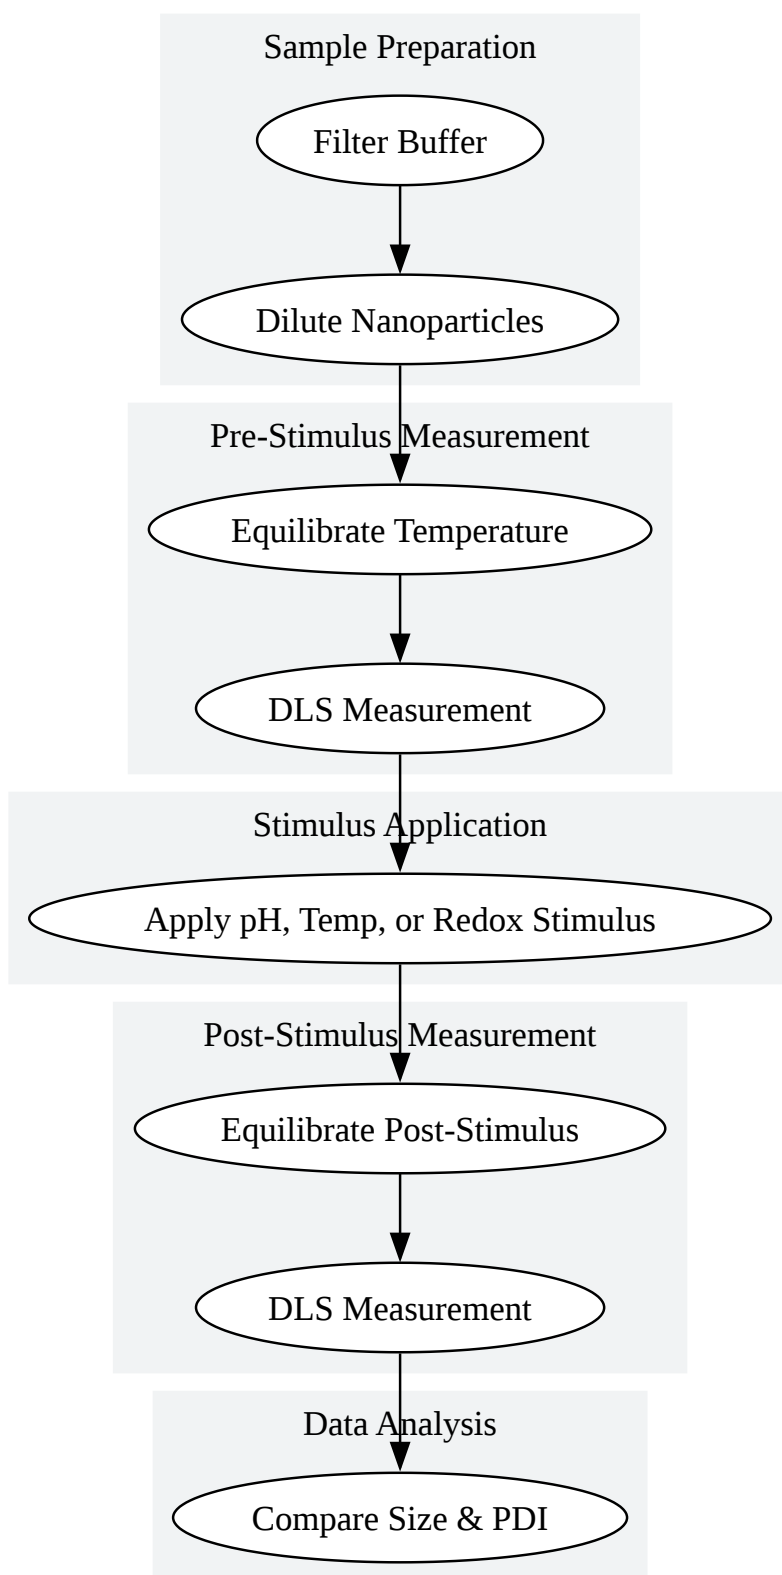 Sample Preparation
Filter Buffer
Dilute Nanoparticles
Pre-Stimulus Measurement
Equilibrate Temperature
DLS Measurement
Stimulus Application
Apply pH, Temp, or Redox Stimulus
Post-Stimulus Measurement
Equilibrate Post-Stimulus
DLS Measurement
Data Analysis
Compare Size & PDI